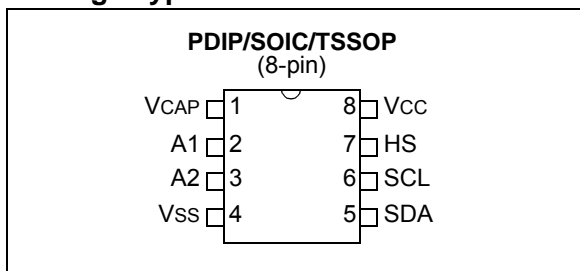 PDIP/SOIC/TSSOP
(8-pin)
VCAP 1 8 VCC
A1 2 7 HS
A2 3 6 SCL
VSS 4 5 SDA